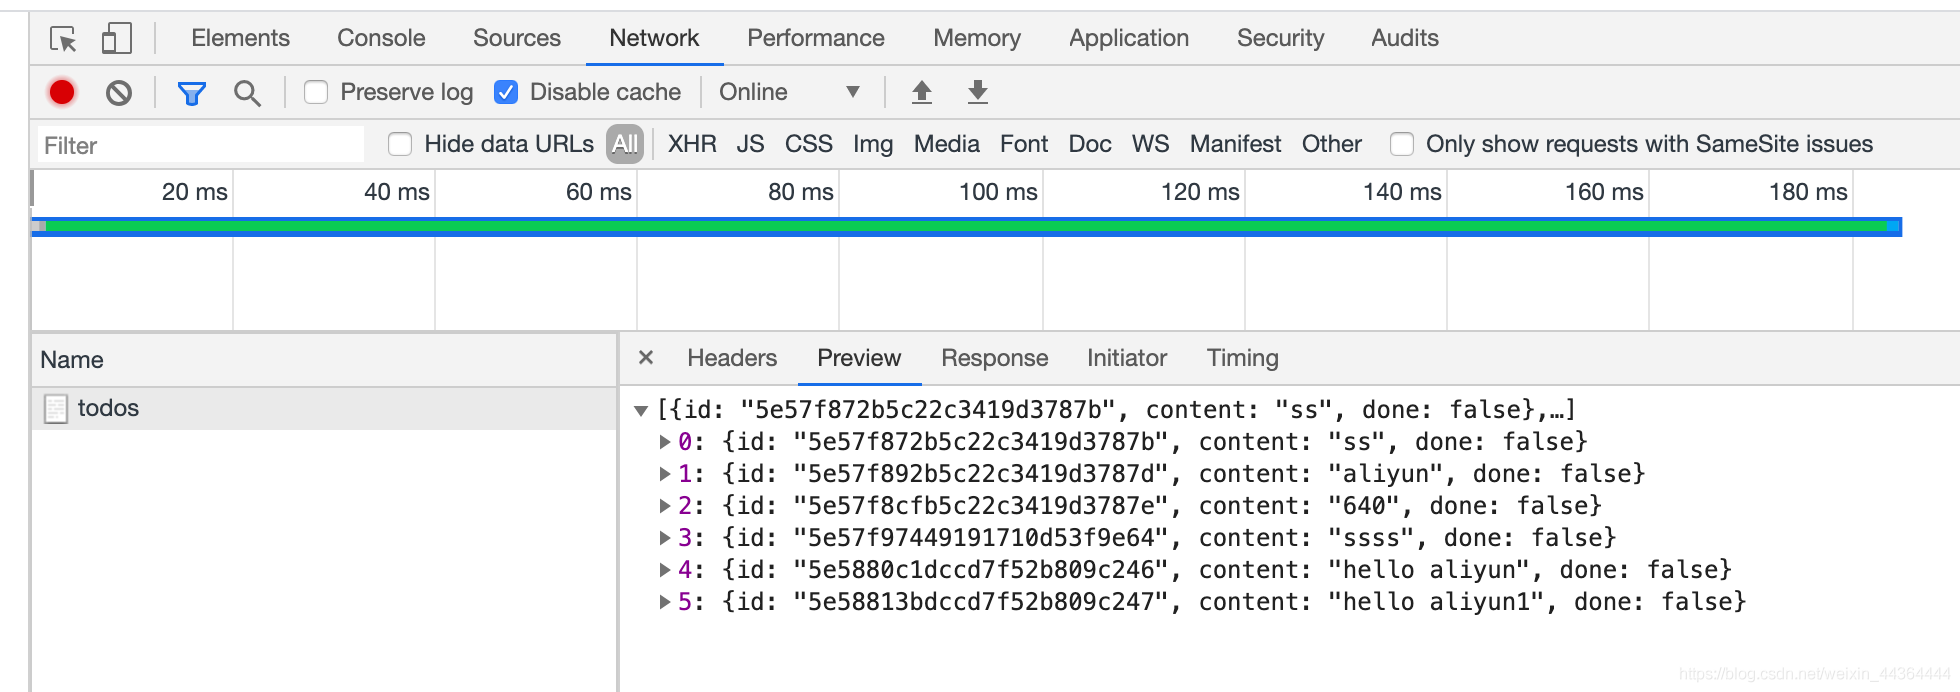 Elements Console Sources Network Performance Memory Application Security Audits
Preserve log Disable cache Online
Filter Hide data URLs All XHR JS CSS Img Media Font Doc WS Manifest Other Only show requests with SameSite issues
20 ms 40 ms 60 ms 80 ms 100 ms 120 ms 140 ms 160 ms 180 ms
Name
todos
× Headers Preview Response Initiator Timing
▼ [{id: "5e57f872b5c22c3419d3787b", content: "ss", done: false},…]
▶ 0: {id: "5e57f872b5c22c3419d3787b", content: "ss", done: false}
▶ 1: {id: "5e57f892b5c22c3419d3787d", content: "aliyun", done: false}
▶ 2: {id: "5e57f8cfb5c22c3419d3787e", content: "640", done: false}
▶ 3: {id: "5e57f97449191710d53f9e64", content: "ssss", done: false}
▶ 4: {id: "5e5880c1dccd7f52b809c246", content: "hello aliyun", done: false}
▶ 5: {id: "5e58813bdccd7f52b809c247", content: "hello aliyun1", done: false}
https://blog.csdn.net/weixin_44364444